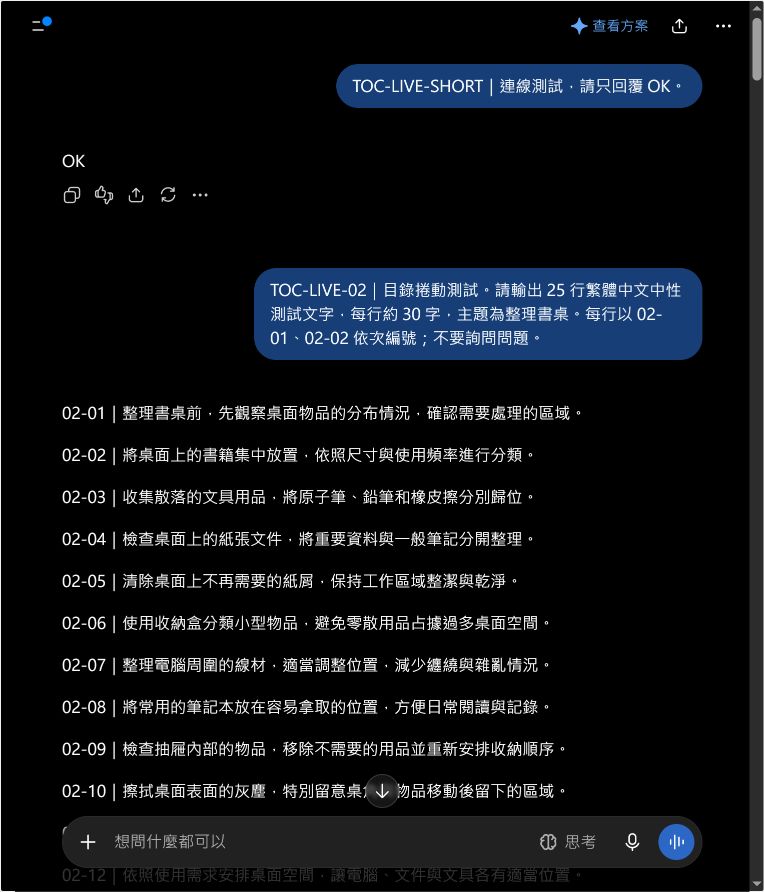 查看方案
TOC-LIVE-SHORT｜連線測試，請只回覆 OK。
OK
TOC-LIVE-02｜目錄捲動測試。請輸出 25 行繁體中文中性
測試文字，每行約 30 字，主題為整理書桌。每行以 02-
01、02-02 依次編號；不要詢問問題。
02-01｜整理書桌前，先觀察桌面物品的分布情況，確認需要處理的區域。
02-02｜將桌面上的書籍集中放置，依照尺寸與使用頻率進行分類。
02-03｜收集散落的文具用品，將原子筆、鉛筆和橡皮擦分別歸位。
02-04｜檢查桌面上的紙張文件，將重要資料與一般筆記分開整理。
02-05｜清除桌面上不再需要的紙屑，保持工作區域整潔與乾淨。
02-06｜使用收納盒分類小型物品，避免零散用品占據過多桌面空間。
02-07｜整理電腦周圍的線材，適當調整位置，減少纏繞與雜亂情況。
02-08｜將常用的筆記本放在容易拿取的位置，方便日常閱讀與記錄。
02-09｜檢查抽屜內部的物品，移除不需要的用品並重新安排收納順序。
02-10｜擦拭桌面表面的灰塵，特別留意桌 物品移動後留下的區域。
想問什麼都可以
思考
02-12｜依照使用需求安排桌面空間，讓電腦、文件與文具各有適當位置。